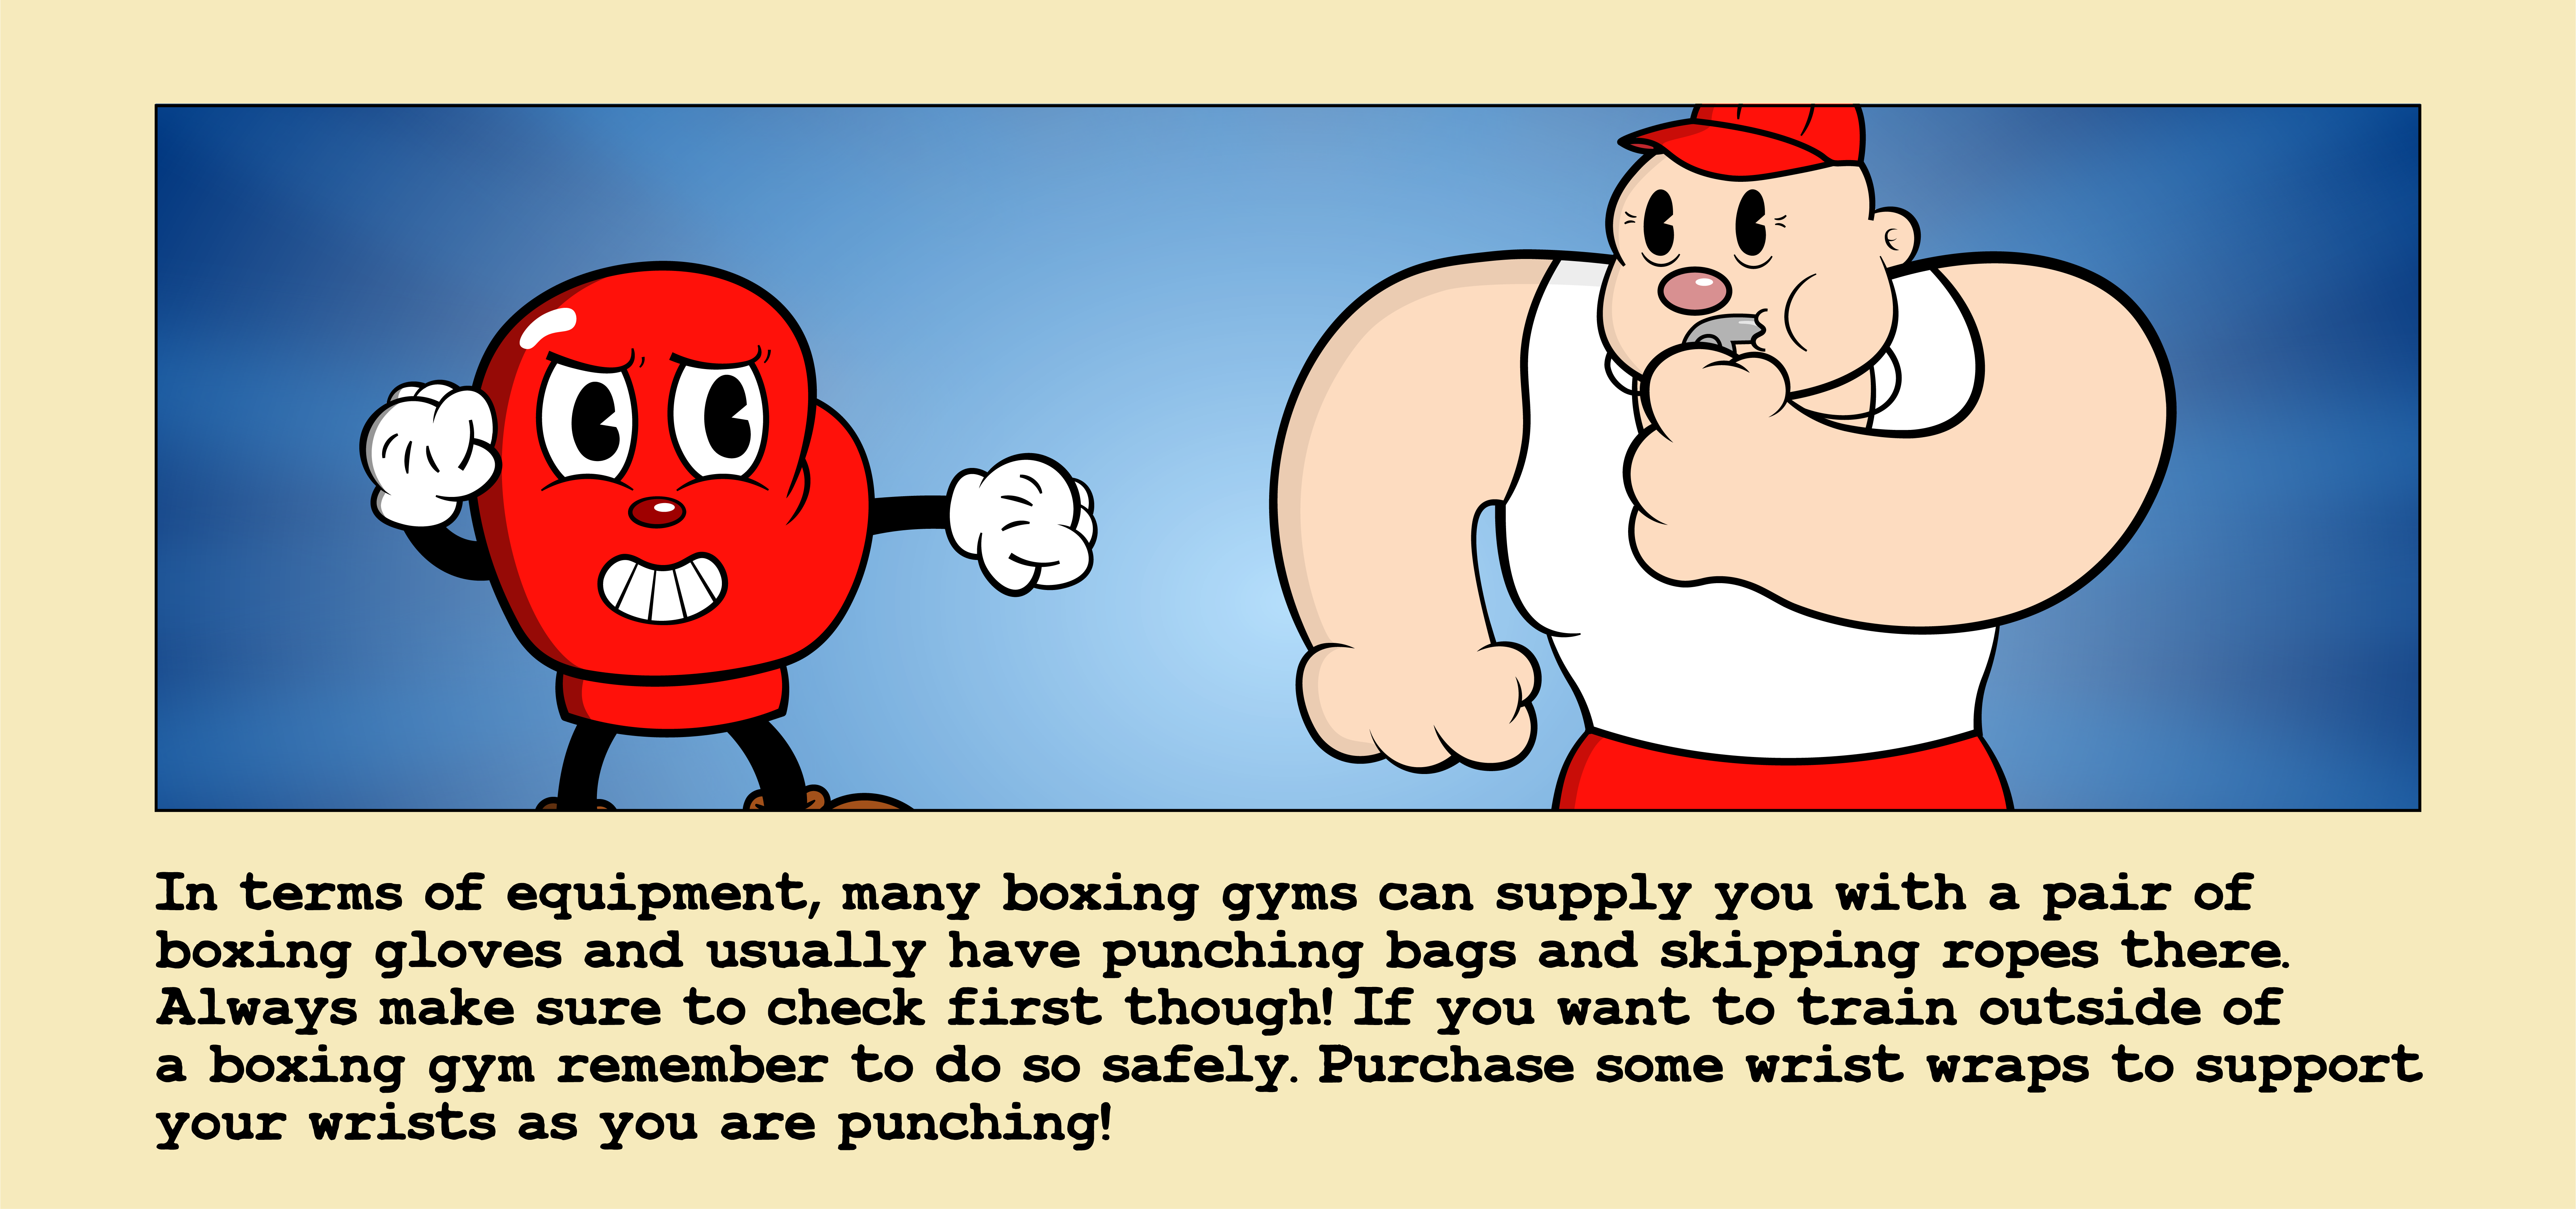 In terms of equipment, many boxing gyms can supply you with a pair of
boxing gloves and usually have punching bags and skipping ropes there.
Always make sure to check first though! If you want to train outside of
a boxing gym remember to do so safely. Purchase some wrist wraps to support
your wrists as you are punching!